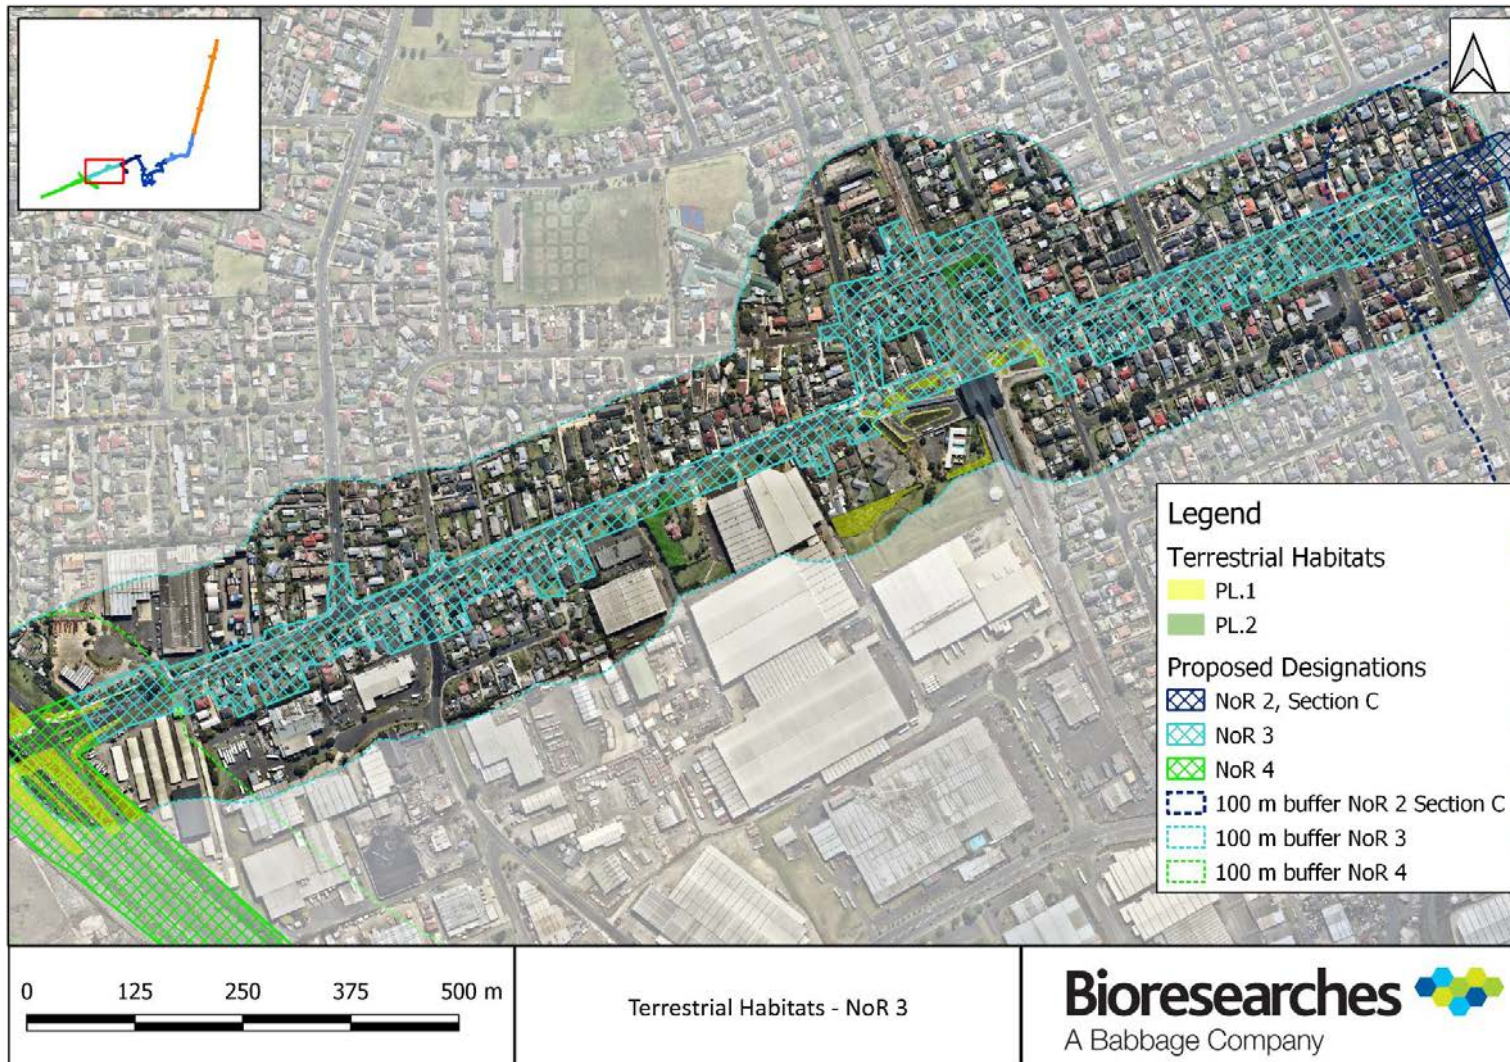 Legend
Terrestrial Habitats
PL.1
PL.2
Proposed Designations
NoR 2, Section C
NoR 3
NoR 4
100 m buffer NoR 2 Section C
100 m buffer NoR 3
100 m buffer NoR 4
0 125 250 375 500 m
Terrestrial Habitats - NoR 3
Bioresearches
A Babbage Company